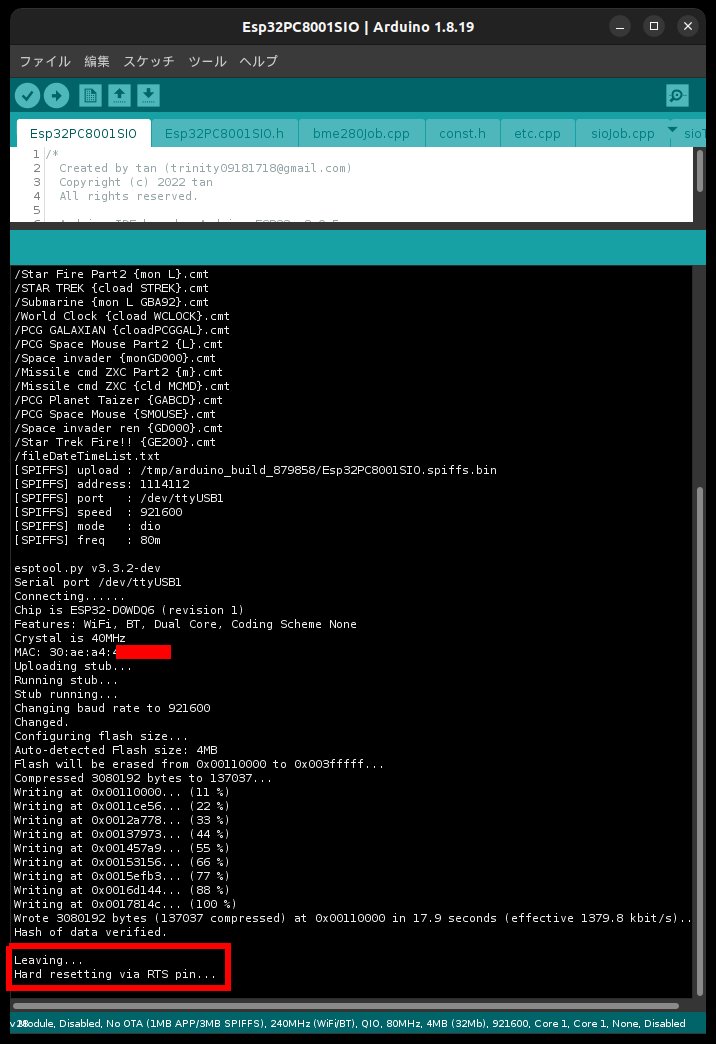 Esp32PC8001SIO | Arduino 1.8.19
ファイル 編集 スケッチ ツール ヘルプ
Esp32PC8001SIO Esp32PC8001SIO.h bme280Job.cpp const.h etc.cpp sioJob.cpp
1 /*
2 Created by tan (trinity09181718@gmail.com)
3 Copyright (c) 2022 tan
4 All rights reserved.
5
/Star Fire Part2 {mon L}.cmt
/STAR TREK {cload STREK}.cmt
/Submarine {mon L GBA92}.cmt
/World Clock {cload WCLOCK}.cmt
/PCG GALAXIAN {cloadPCGGAL}.cmt
/PCG Space Mouse Part2 {L}.cmt
/Space invader {monGD000}.cmt
/Missile cmd ZXC Part2 {m}.cmt
/Missile cmd ZXC {cld MCMD}.cmt
/PCG Planet Taizer {GABCD}.cmt
/PCG Space Mouse {SMOUSE}.cmt
/Space invader ren {GD000}.cmt
/Star Trek Fire!! {GE200}.cmt
/fileDateTimeList.txt
[SPIFFS] upload : /tmp/arduino_build_879858/Esp32PC8001SIO.spiffs.bin
[SPIFFS] address: 1114112
[SPIFFS] port : /dev/ttyUSB1
[SPIFFS] speed : 921600
[SPIFFS] mode : dio
[SPIFFS] freq : 80m
esptool.py v3.3.2-dev
Serial port /dev/ttyUSB1
Connecting......
Chip is ESP32-D0WDQ6 (revision 1)
Features: WiFi, BT, Dual Core, Coding Scheme None
Crystal is 40MHz
MAC: 30:ae:a4:
Uploading stub...
Running stub...
Stub running...
Changing baud rate to 921600
Changed.
Configuring flash size...
Auto-detected Flash size: 4MB
Flash will be erased from 0x00110000 to 0x003fffff...
Compressed 3080192 bytes to 137037...
Writing at 0x00110000... (11 %)
Writing at 0x0011ce56... (22 %)
Writing at 0x0012a778... (33 %)
Writing at 0x00137973... (44 %)
Writing at 0x001457a9... (55 %)
Writing at 0x00153156... (66 %)
Writing at 0x0015efb3... (77 %)
Writing at 0x0016d144... (88 %)
Writing at 0x0017814c... (100 %)
Wrote 3080192 bytes (137037 compressed) at 0x00110000 in 17.9 seconds (effective 1379.8 kbit/s)..
Hash of data verified.
Leaving...
Hard resetting via RTS pin...
Module, Disabled, No OTA (1MB APP/3MB SPIFFS), 240MHz (WiFi/BT), QIO, 80MHz, 4MB (32Mb), 921600, Core 1, Core 1, None, Disabled